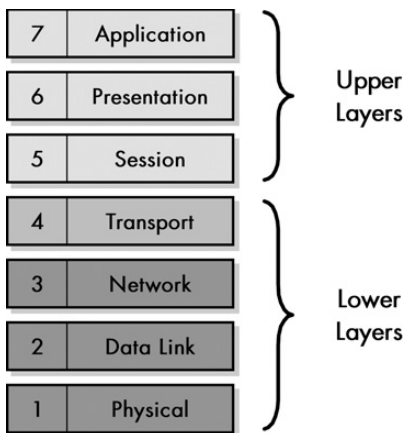 7 Application
6 Presentation
5 Session
Upper
Layers
4 Transport
3 Network
2 Data Link
1 Physical
Lower
Layers